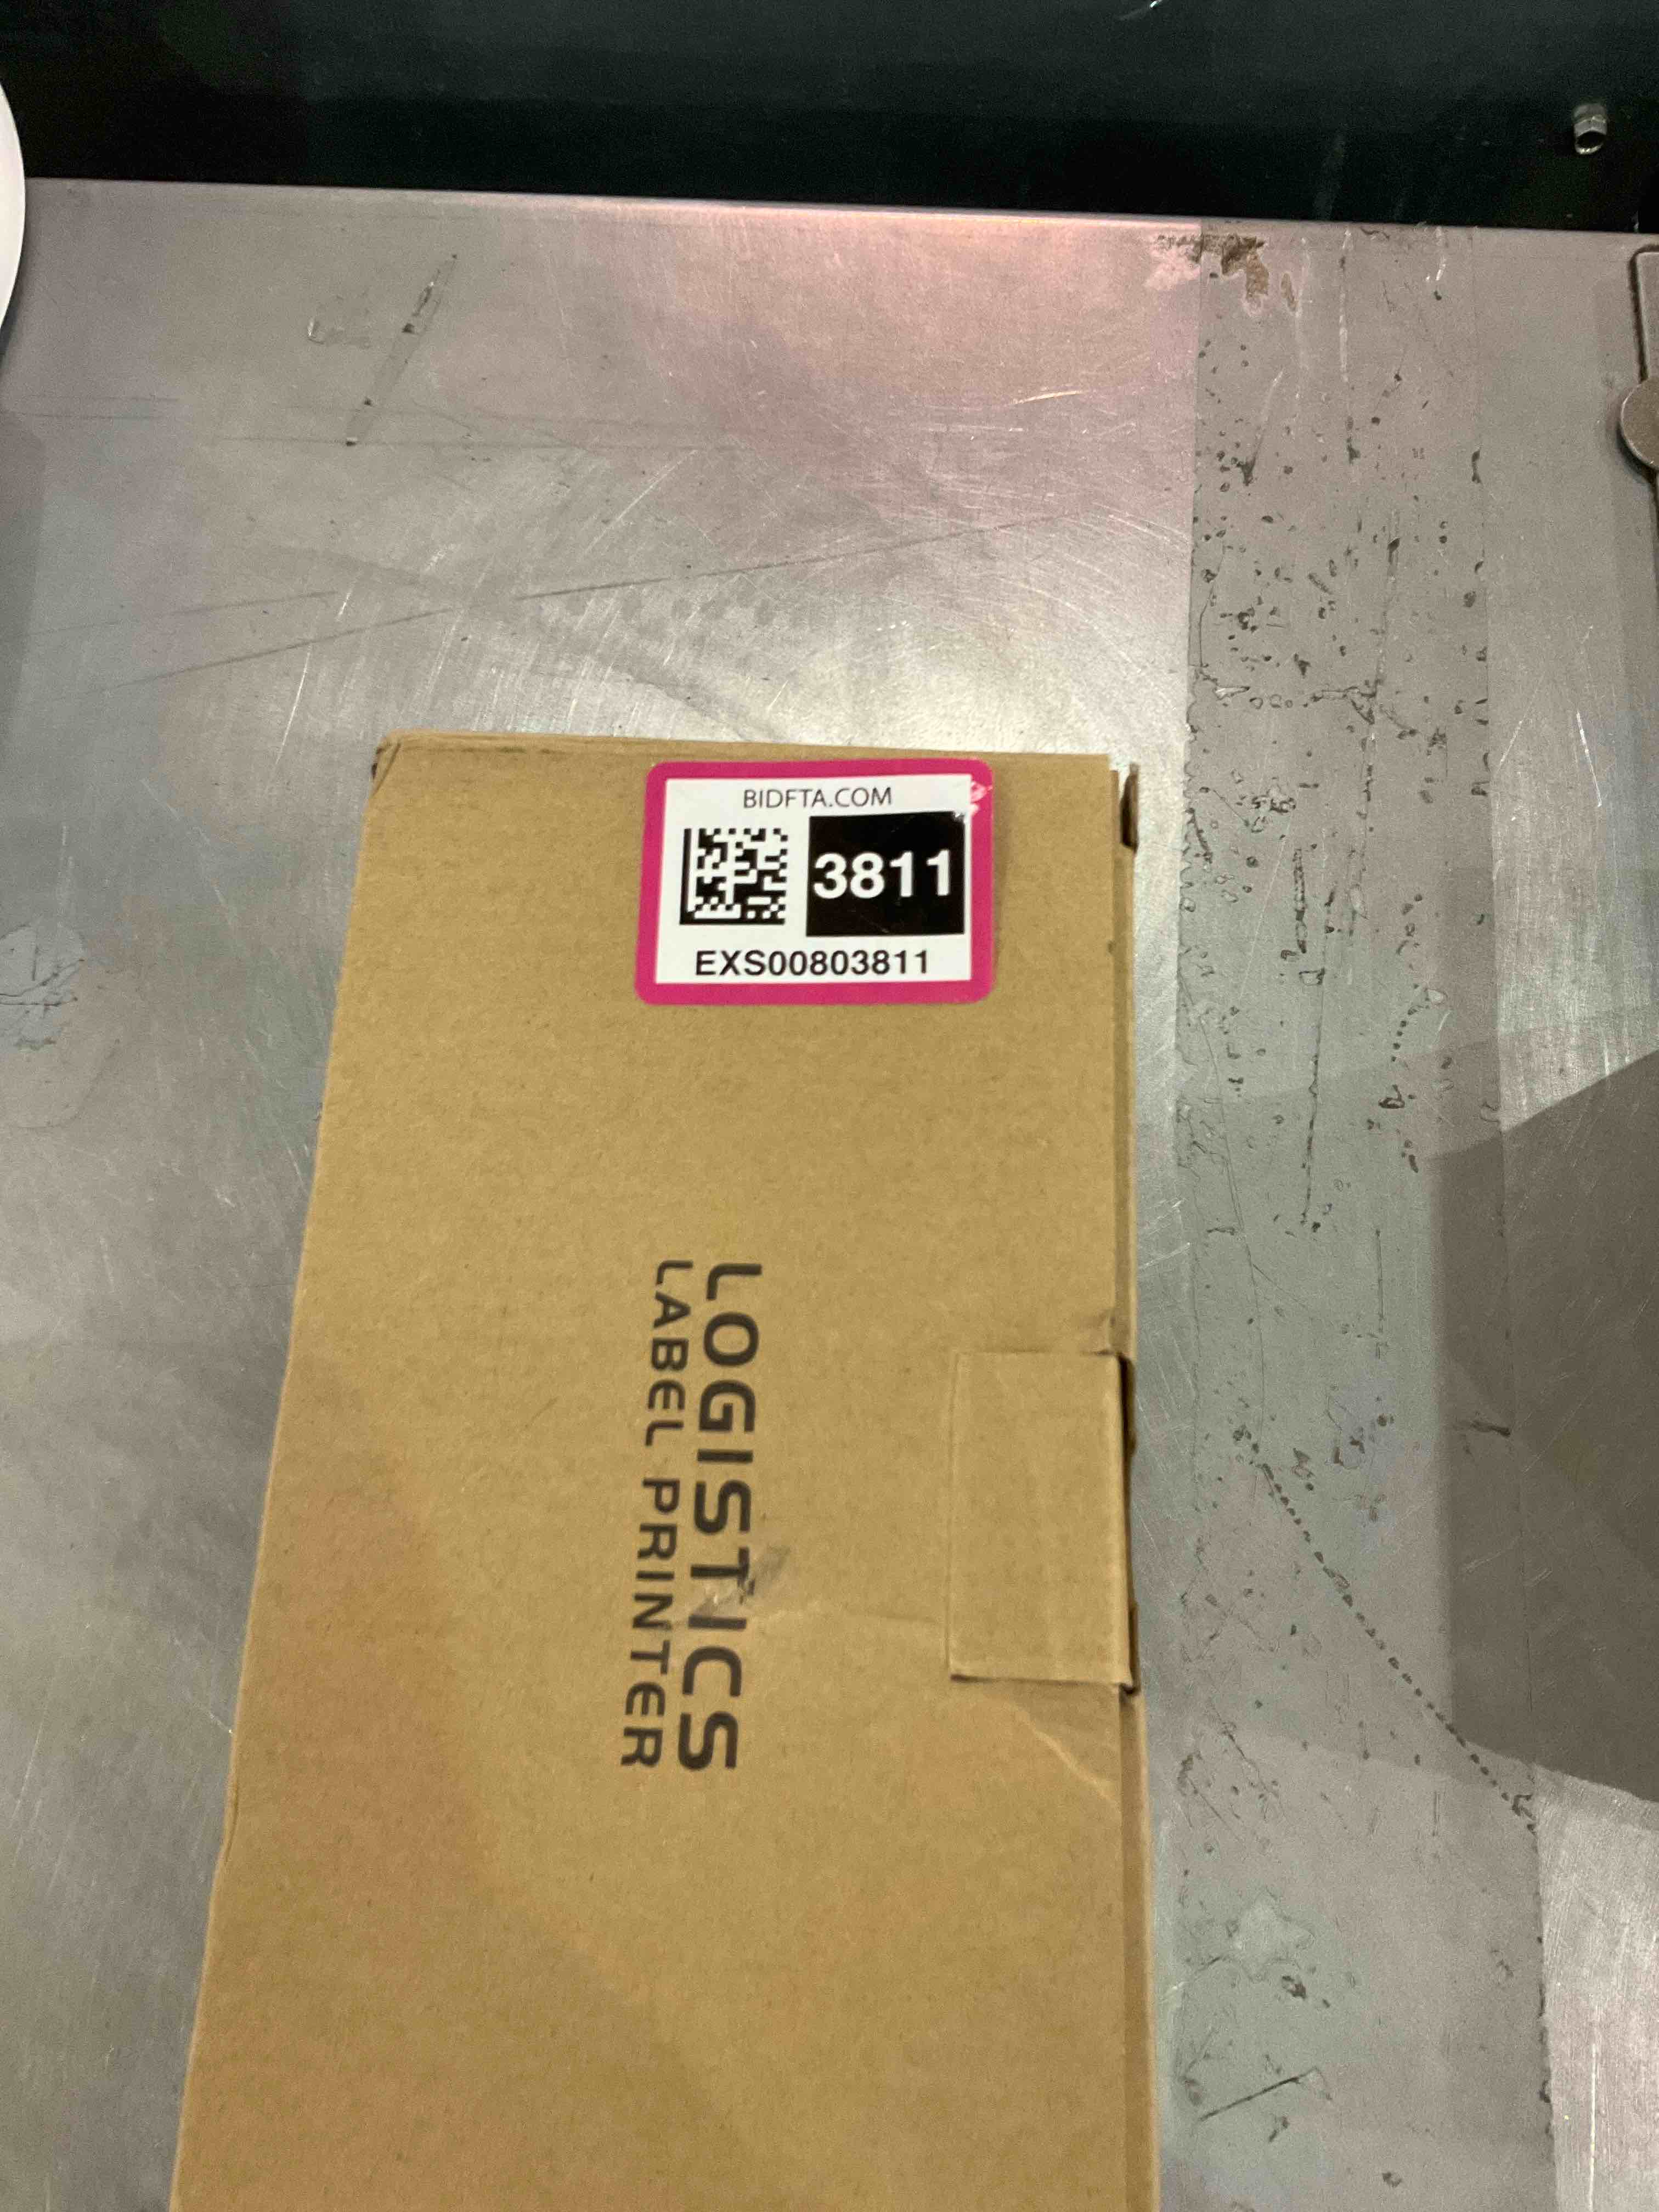 BIDFTA.COM
3811
EXS00803811
LOGISTICS
LABEL PRINTER